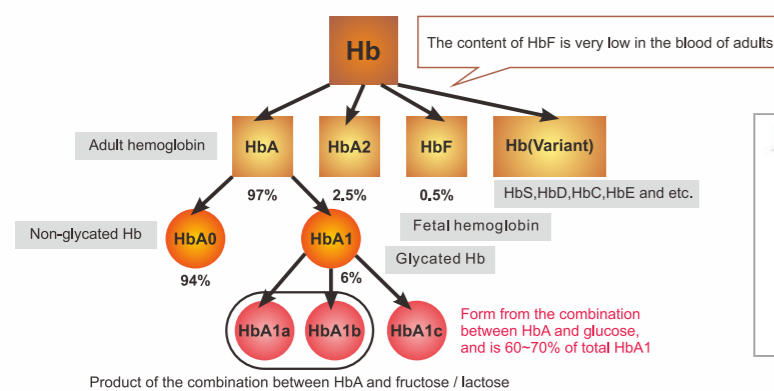 Hb
The content of HbF is very low in the blood of adults
Adult hemoglobin
HbA
HbA2
HbF
Hb(Variant)
97%
2.5%
0.5%
HbS,HbD,HbC,HbE and etc.
Non-glycated Hb
HbA0
HbA1
Fetal hemoglobin
Glycated Hb
94%
6%
HbA1a
HbA1b
HbA1c
Form from the combination
between HbA and glucose,
and is 60~70% of total HbA1
Product of the combination between HbA and fructose / lactose